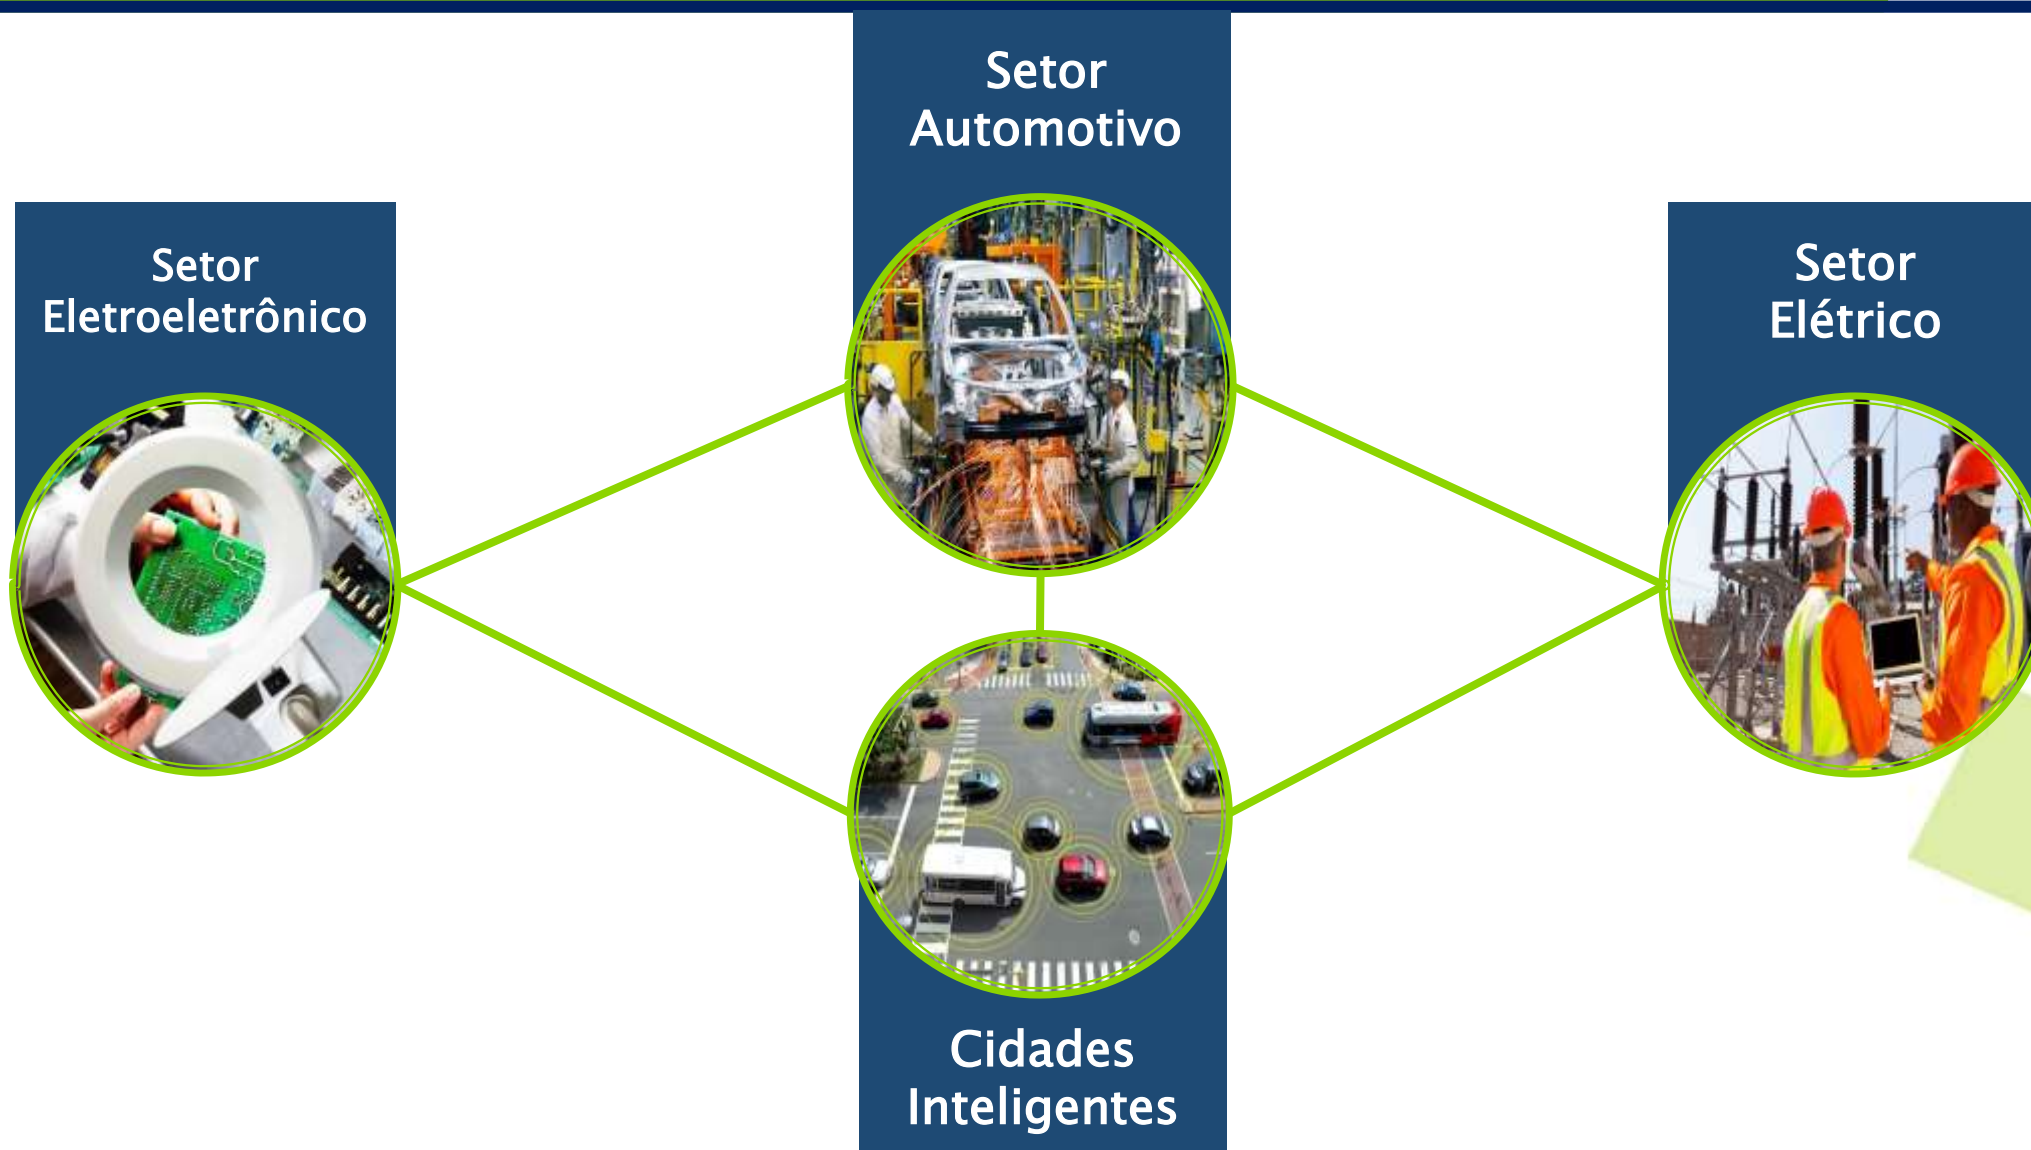 Setor
Automotivo
Setor
Eletroeletrônico
Setor
Elétrico
Cidades
Inteligentes